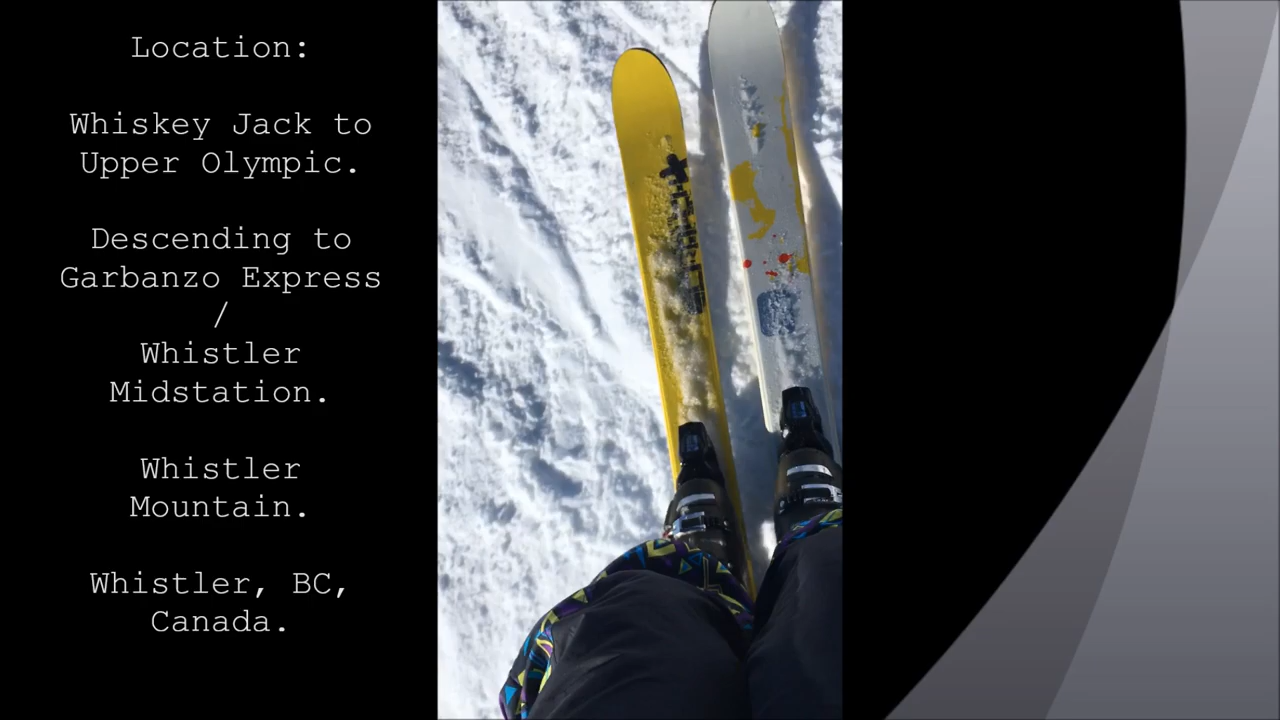 Location:
Whiskey Jack to
Upper Olympic.
Descending to
Garbanzo Express
/
Whistler
Midstation.
Whistler
Mountain.
Whistler, BC,
Canada.